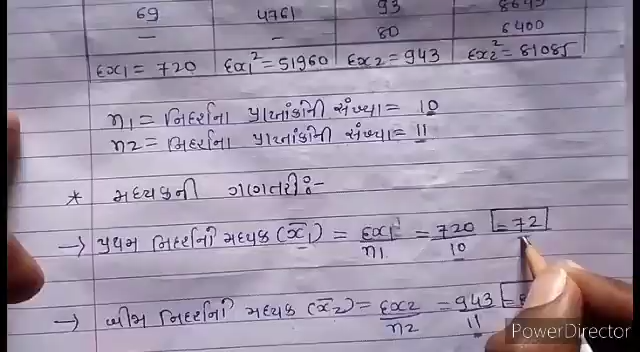 69 4761 93 8649
— — 80 6400
Σx1 = 720 Σx1² = 51960 Σx2 = 943 Σx2² = 81085
n1 = નિદર્શના પ્રાપ્તાંકોની સંખ્યા = 10
n2 = નિદર્શના પ્રાપ્તાંકોની સંખ્યા = 11
* મધ્યકની ગણતરી:-
→ પ્રથમ નિદર્શની મધ્યક (x̄1) = Σx1 / n1 = 720 / 10 = 72
→ બીજા નિદર્શની મધ્યક (x̄2) = Σx2 / n2 = 943 / 11 =
PowerDirector